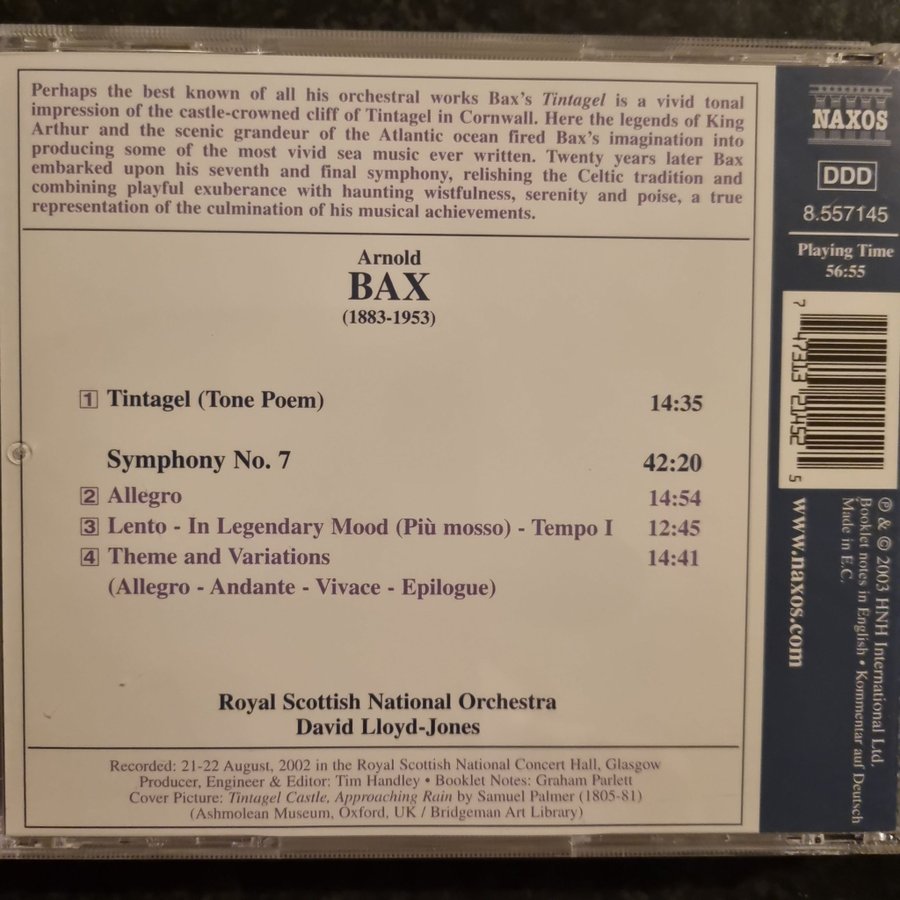 Perhaps the best known of all his orchestral works Bax's Tintagel is a vivid tonal
impression of the castle-crowned cliff of Tintagel in Cornwall. Here the legends of King
Arthur and the scenic grandeur of the Atlantic ocean fired Bax's imagination into
producing some of the most vivid sea music ever written. Twenty years later Bax
embarked upon his seventh and final symphony, relishing the Celtic tradition and
combining playful exuberance with haunting wistfulness, serenity and poise, a true
representation of the culmination of his musical achievements.
Arnold
BAX
(1883-1953)
1 Tintagel (Tone Poem) 14:35
Symphony No. 7 42:20
2 Allegro 14:54
3 Lento - In Legendary Mood (Più mosso) - Tempo I 12:45
4 Theme and Variations 14:41
(Allegro - Andante - Vivace - Epilogue)
Royal Scottish National Orchestra
David Lloyd-Jones
Recorded: 21-22 August, 2002 in the Royal Scottish National Concert Hall, Glasgow
Producer, Engineer & Editor: Tim Handley • Booklet Notes: Graham Parlett
Cover Picture: Tintagel Castle, Approaching Rain by Samuel Palmer (1805-81)
(Ashmolean Museum, Oxford, UK / Bridgeman Art Library)
NAXOS
DDD
8.557145
Playing Time
56:55
7 47313 21452 5
℗ & © 2003 HNH International Ltd.
Booklet notes in English • Kommentar auf Deutsch
Made in E.C.
www.naxos.com